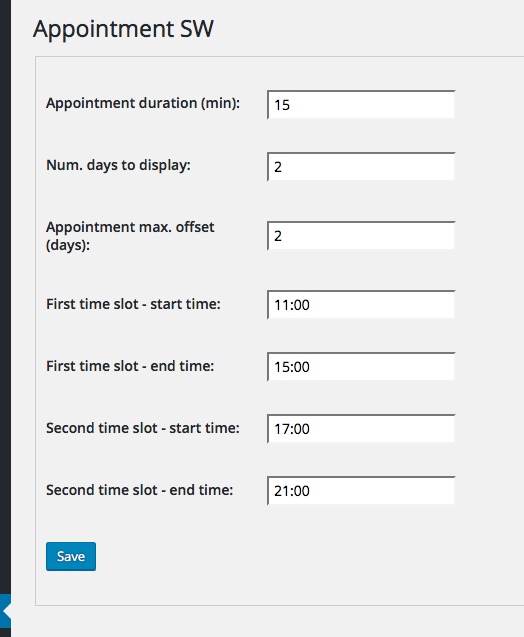 Appointment SW
Appointment duration (min): 15
Num. days to display: 2
Appointment max. offset
(days): 2
First time slot - start time: 11:00
First time slot - end time: 15:00
Second time slot - start time: 17:00
Second time slot - end time: 21:00
Save